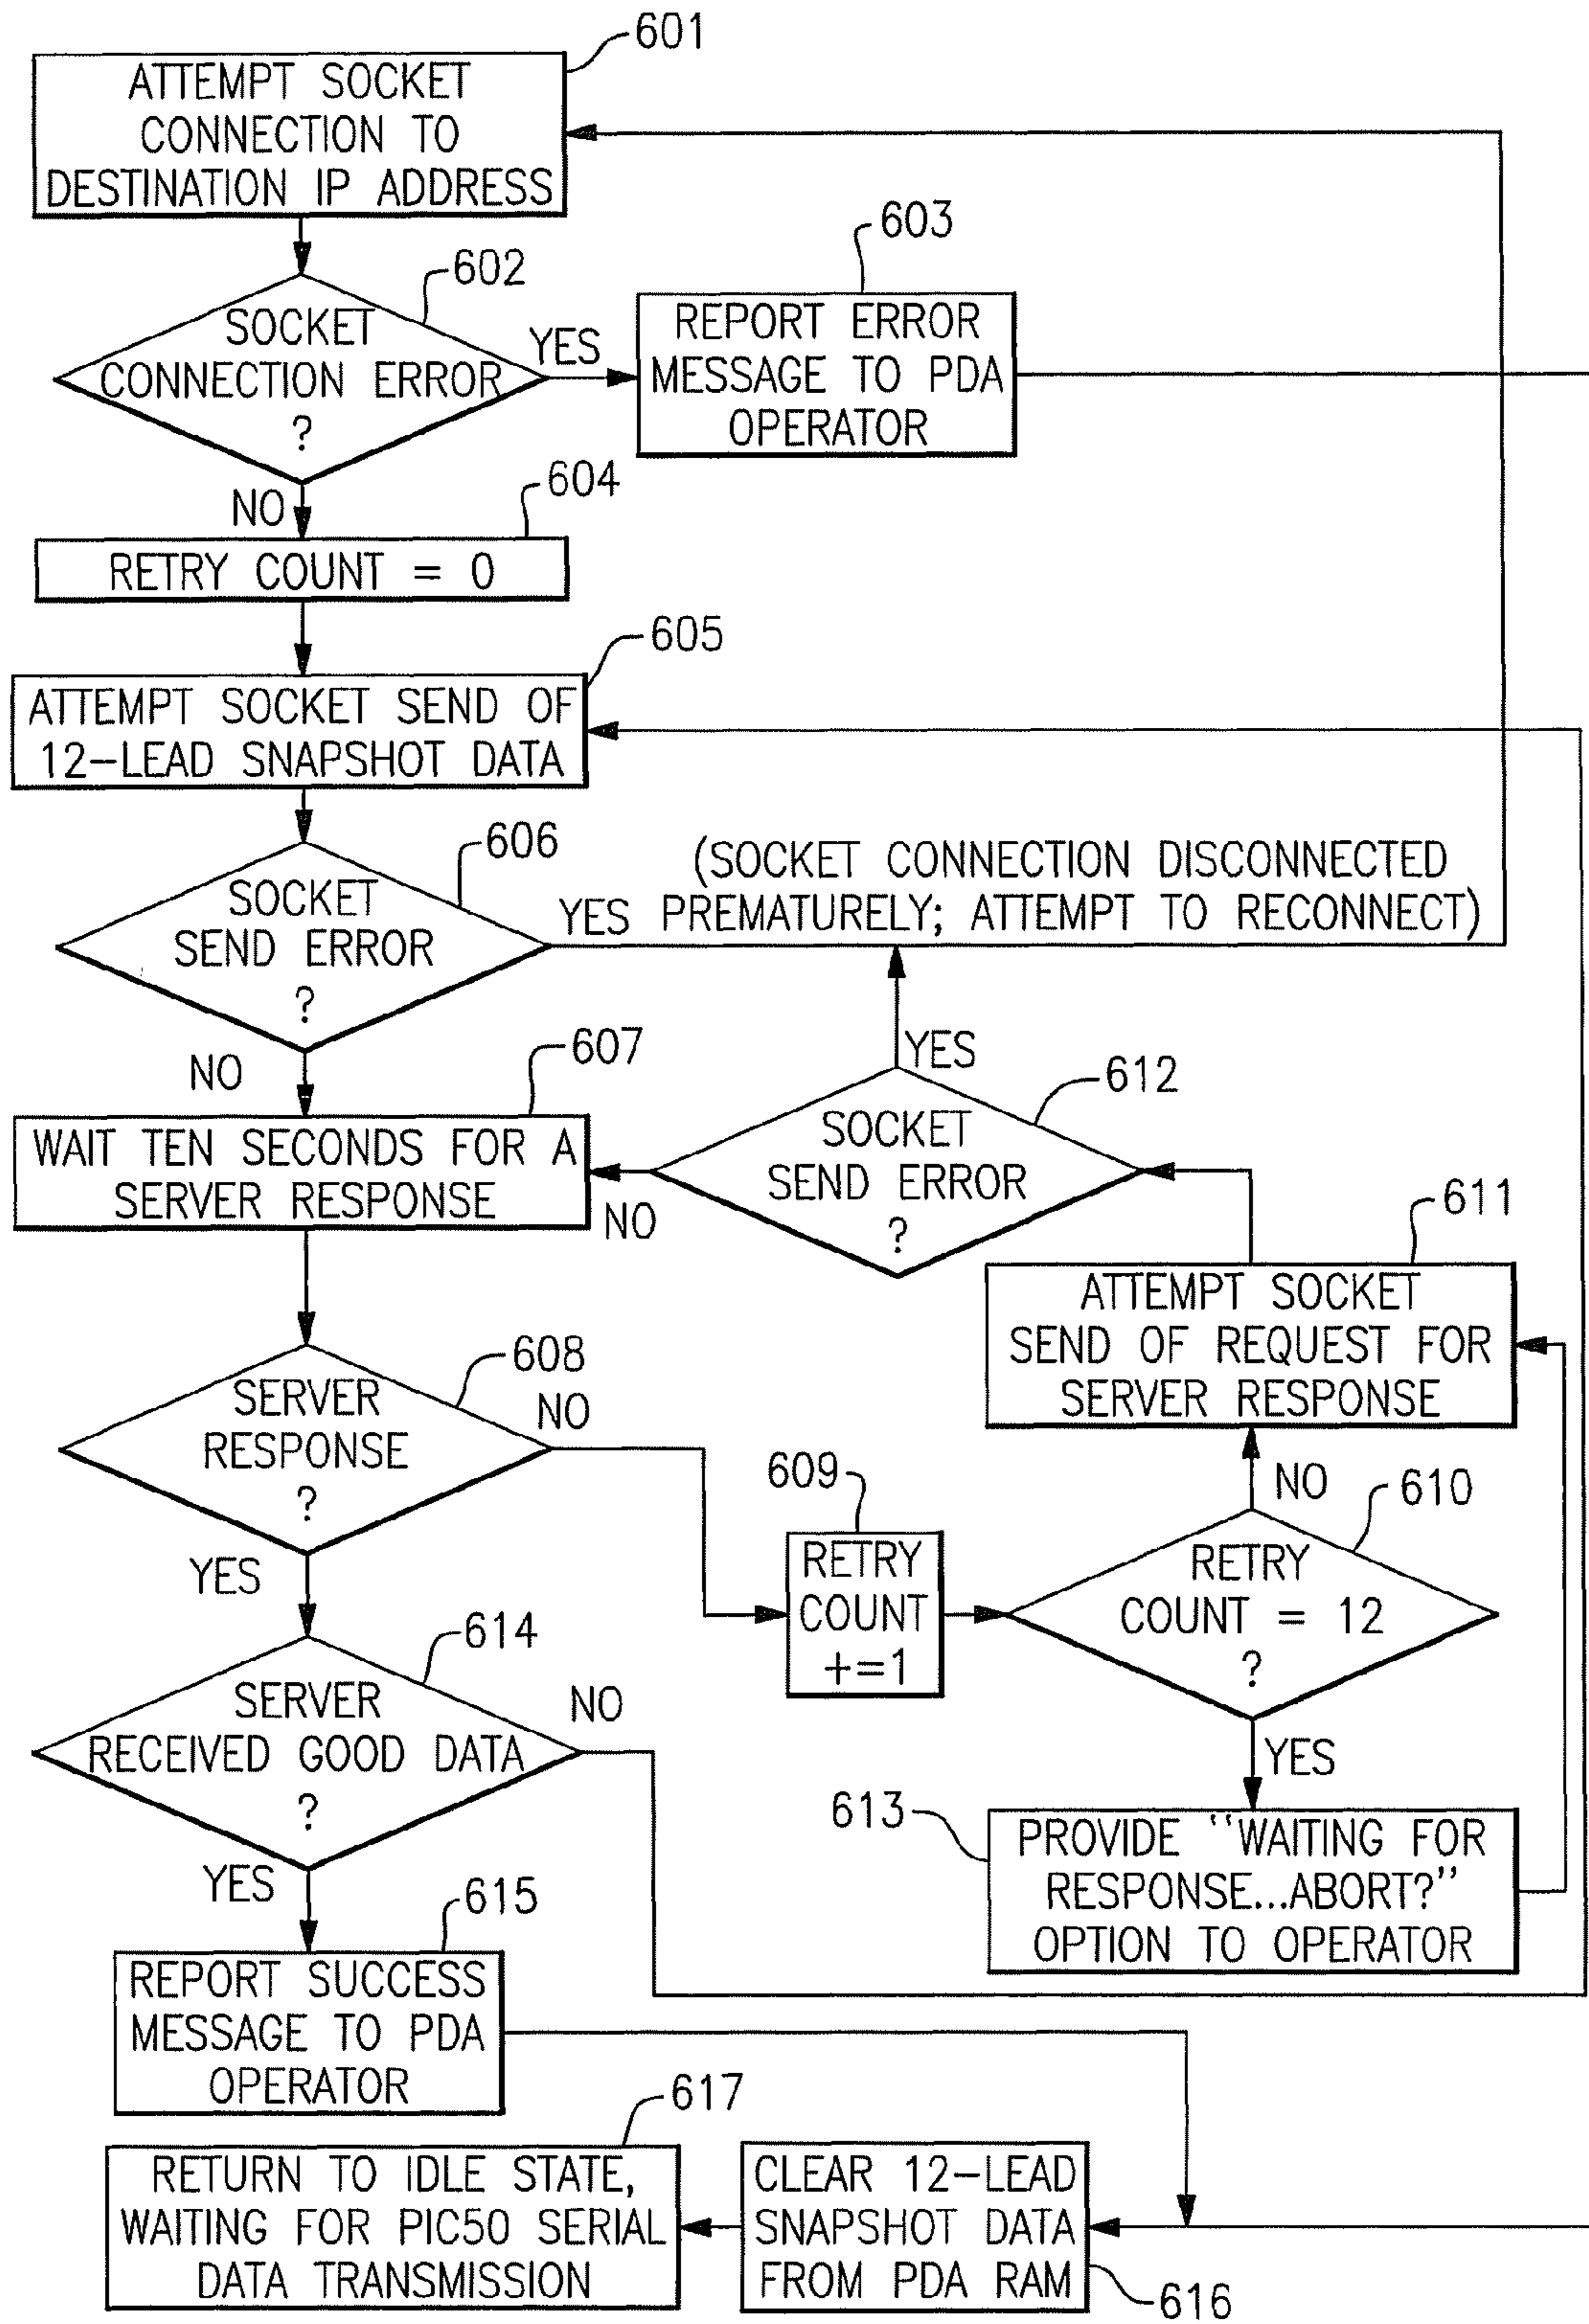 601
ATTEMPT SOCKET
CONNECTION TO
DESTINATION IP ADDRESS
602
SOCKET
CONNECTION ERROR
?
YES
603
REPORT ERROR
MESSAGE TO PDA
OPERATOR
NO
604
RETRY COUNT = 0
605
ATTEMPT SOCKET SEND OF
12-LEAD SNAPSHOT DATA
606
SOCKET
SEND ERROR
?
YES
(SOCKET CONNECTION DISCONNECTED
PREMATURELY; ATTEMPT TO RECONNECT)
NO
607
WAIT TEN SECONDS FOR A
SERVER RESPONSE
YES
612
SOCKET
SEND ERROR
?
NO
611
ATTEMPT SOCKET
SEND OF REQUEST FOR
SERVER RESPONSE
608
SERVER
RESPONSE
?
NO
609
RETRY
COUNT
+=1
NO
610
RETRY
COUNT = 12
?
YES
YES
613
PROVIDE "WAITING FOR
RESPONSE...ABORT?"
OPTION TO OPERATOR
614
SERVER
RECEIVED GOOD DATA
?
NO
YES
615
REPORT SUCCESS
MESSAGE TO PDA
OPERATOR
617
RETURN TO IDLE STATE,
WAITING FOR PIC50 SERIAL
DATA TRANSMISSION
CLEAR 12-LEAD
SNAPSHOT DATA
FROM PDA RAM
616